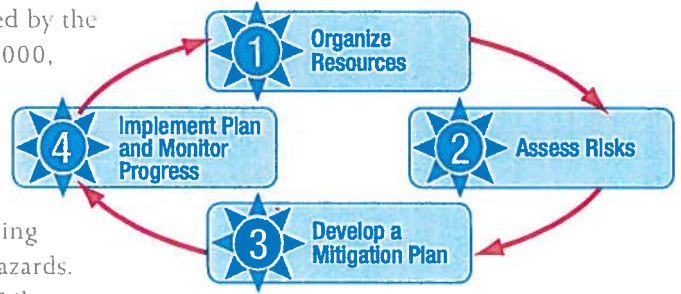 ed by the
000,
ing
azards.
1
Organize
Resources
2
Assess Risks
3
Develop a
Mitigation Plan
4
Implement Plan
and Monitor
Progress